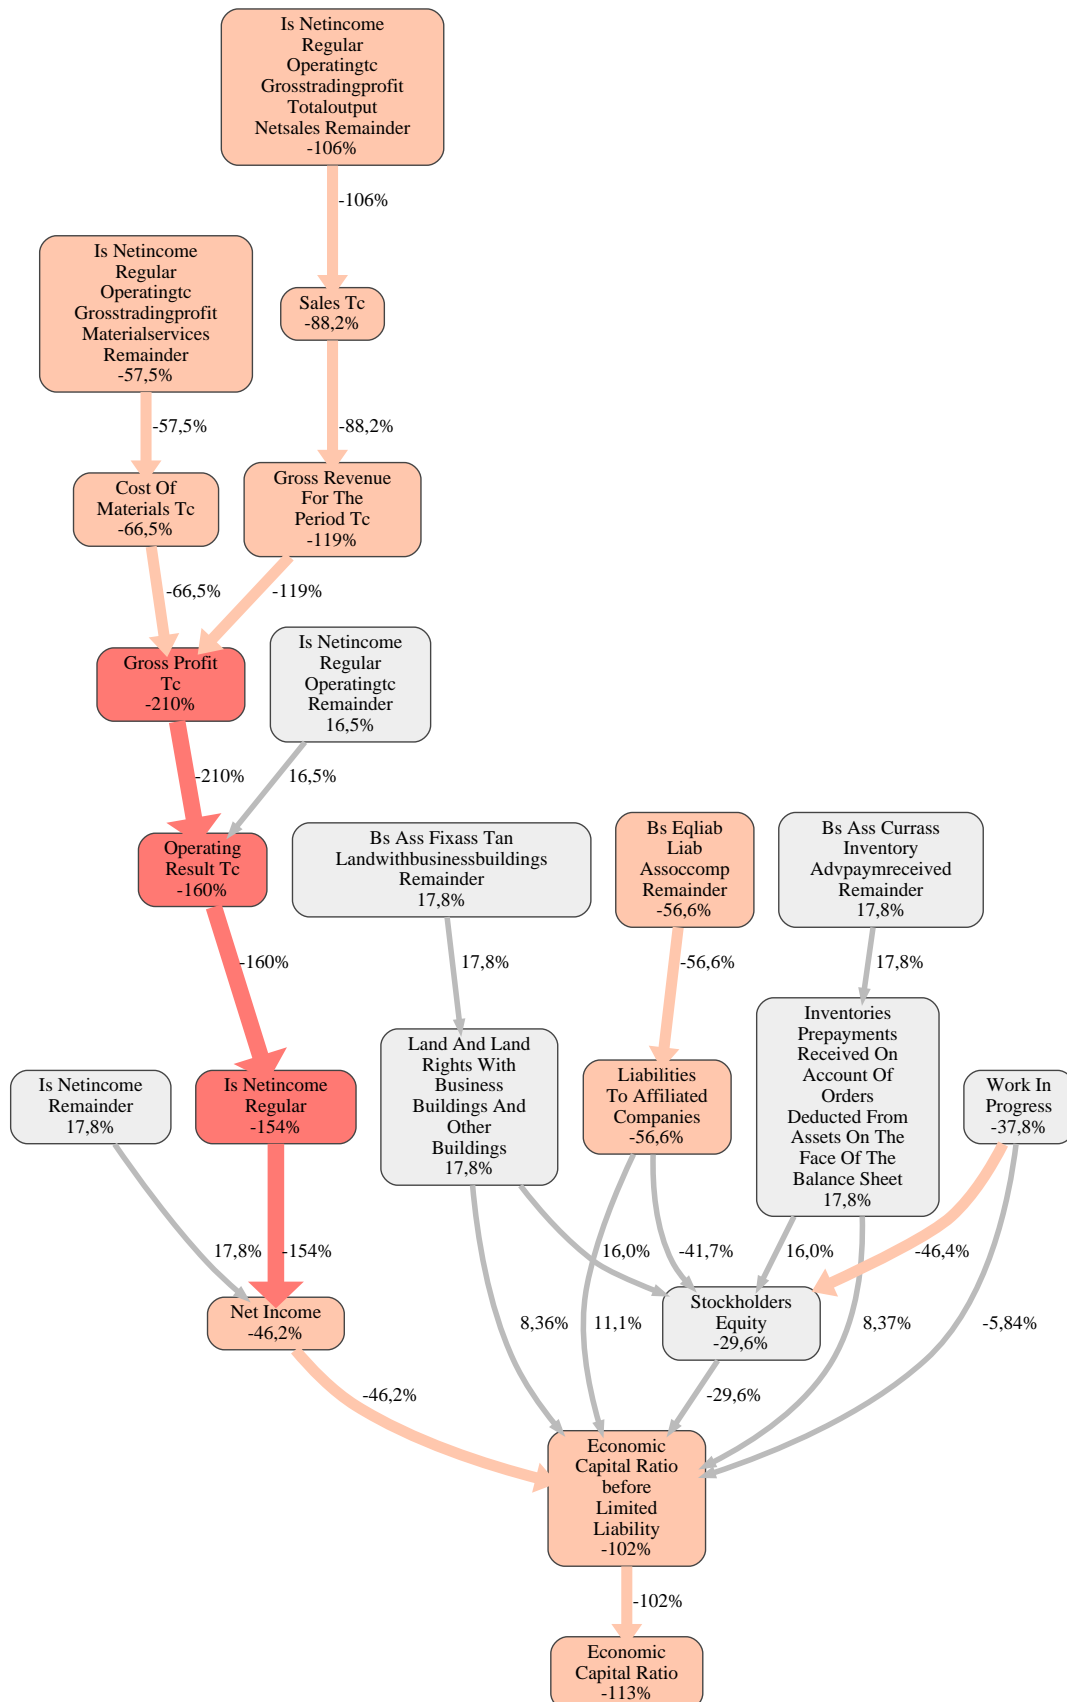 Is Netincome
Regular
Operatingtc
Grosstradingprofit
Totaloutput
Netsales Remainder
-106%
-106%
Is Netincome
Regular
Operatingtc
Grosstradingprofit
Materialservices
Remainder
-57,5%
Sales Tc
-88,2%
-57,5%
-88,2%
Cost Of
Materials Tc
-66,5%
Gross Revenue
For The
Period Tc
-119%
-66,5%
-119%
Gross Profit
Tc
-210%
Is Netincome
Regular
Operatingtc
Remainder
16,5%
-210%
16,5%
Operating
Result Tc
-160%
Bs Ass Fixass Tan
Landwithbusinessbuildings
Remainder
17,8%
Bs Eqliab
Liab
Assoccomp
Remainder
-56,6%
Bs Ass Currass
Inventory
Advpaymreceived
Remainder
17,8%
-160%
17,8%
-56,6%
17,8%
Is Netincome
Remainder
17,8%
Is Netincome
Regular
-154%
Land And Land
Rights With
Business
Buildings And
Other
Buildings
17,8%
Liabilities
To Affiliated
Companies
-56,6%
Inventories
Prepayments
Received On
Account Of
Orders
Deducted From
Assets On The
Face Of The
Balance Sheet
17,8%
Work In
Progress
-37,8%
17,8%
-154%
16,0%
-41,7%
16,0%
-46,4%
Net Income
-46,2%
8,36%
11,1%
Stockholders
Equity
-29,6%
8,37%
-5,84%
-46,2%
-29,6%
Economic
Capital Ratio
before
Limited
Liability
-102%
-102%
Economic
Capital Ratio
-113%